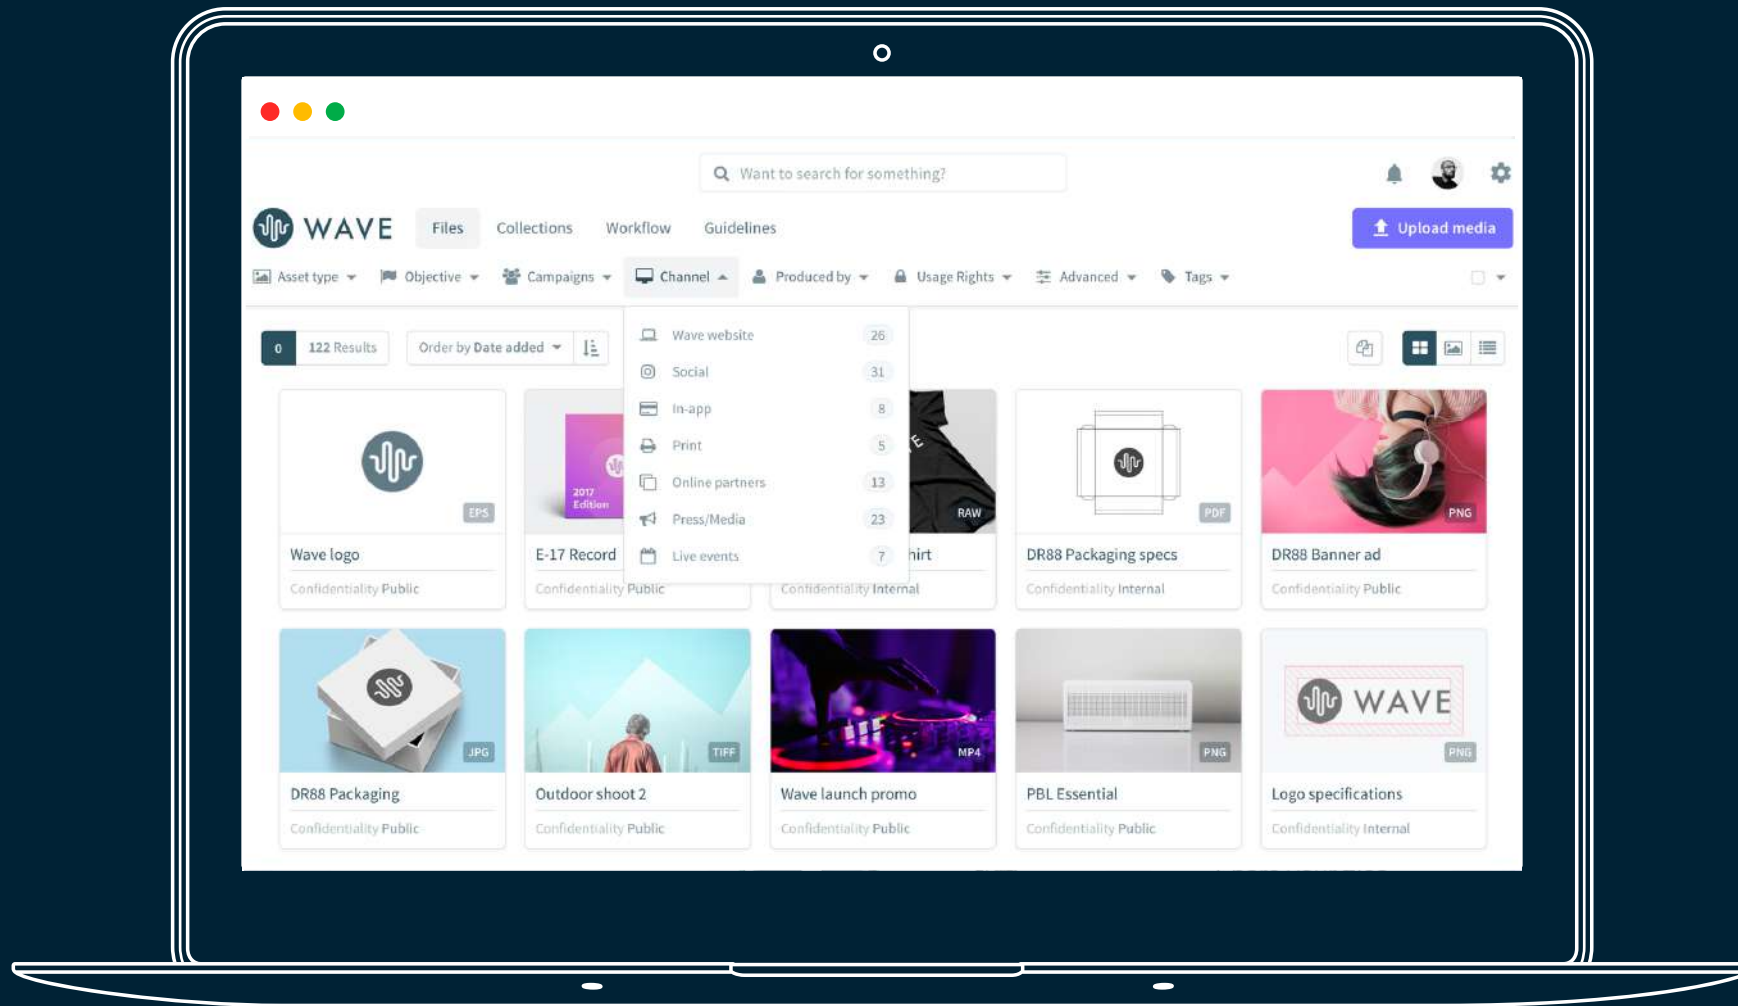 Want to search for something?
WAVE Files Collections Workflow Guidelines Upload media
Asset type Objective Campaigns Channel Produced by Usage Rights Advanced Tags
0 122 Results Order by Date added
Wave website 26
Social 31
In-app 8
Print 5
Online partners 13
Press/Media 23
Live events 7
EPS
2017
Edition
RAW
PDF
PNG
Wave logo
E-17 Record
hirt
DR88 Packaging specs
DR88 Banner ad
Confidentiality Public
Confidentiality Public
Confidentiality Internal
Confidentiality Internal
Confidentiality Public
JPG
TIFF
MP4
PNG
WAVE
PNG
DR88 Packaging
Outdoor shoot 2
Wave launch promo
PBL Essential
Logo specifications
Confidentiality Public
Confidentiality Public
Confidentiality Public
Confidentiality Public
Confidentiality Internal